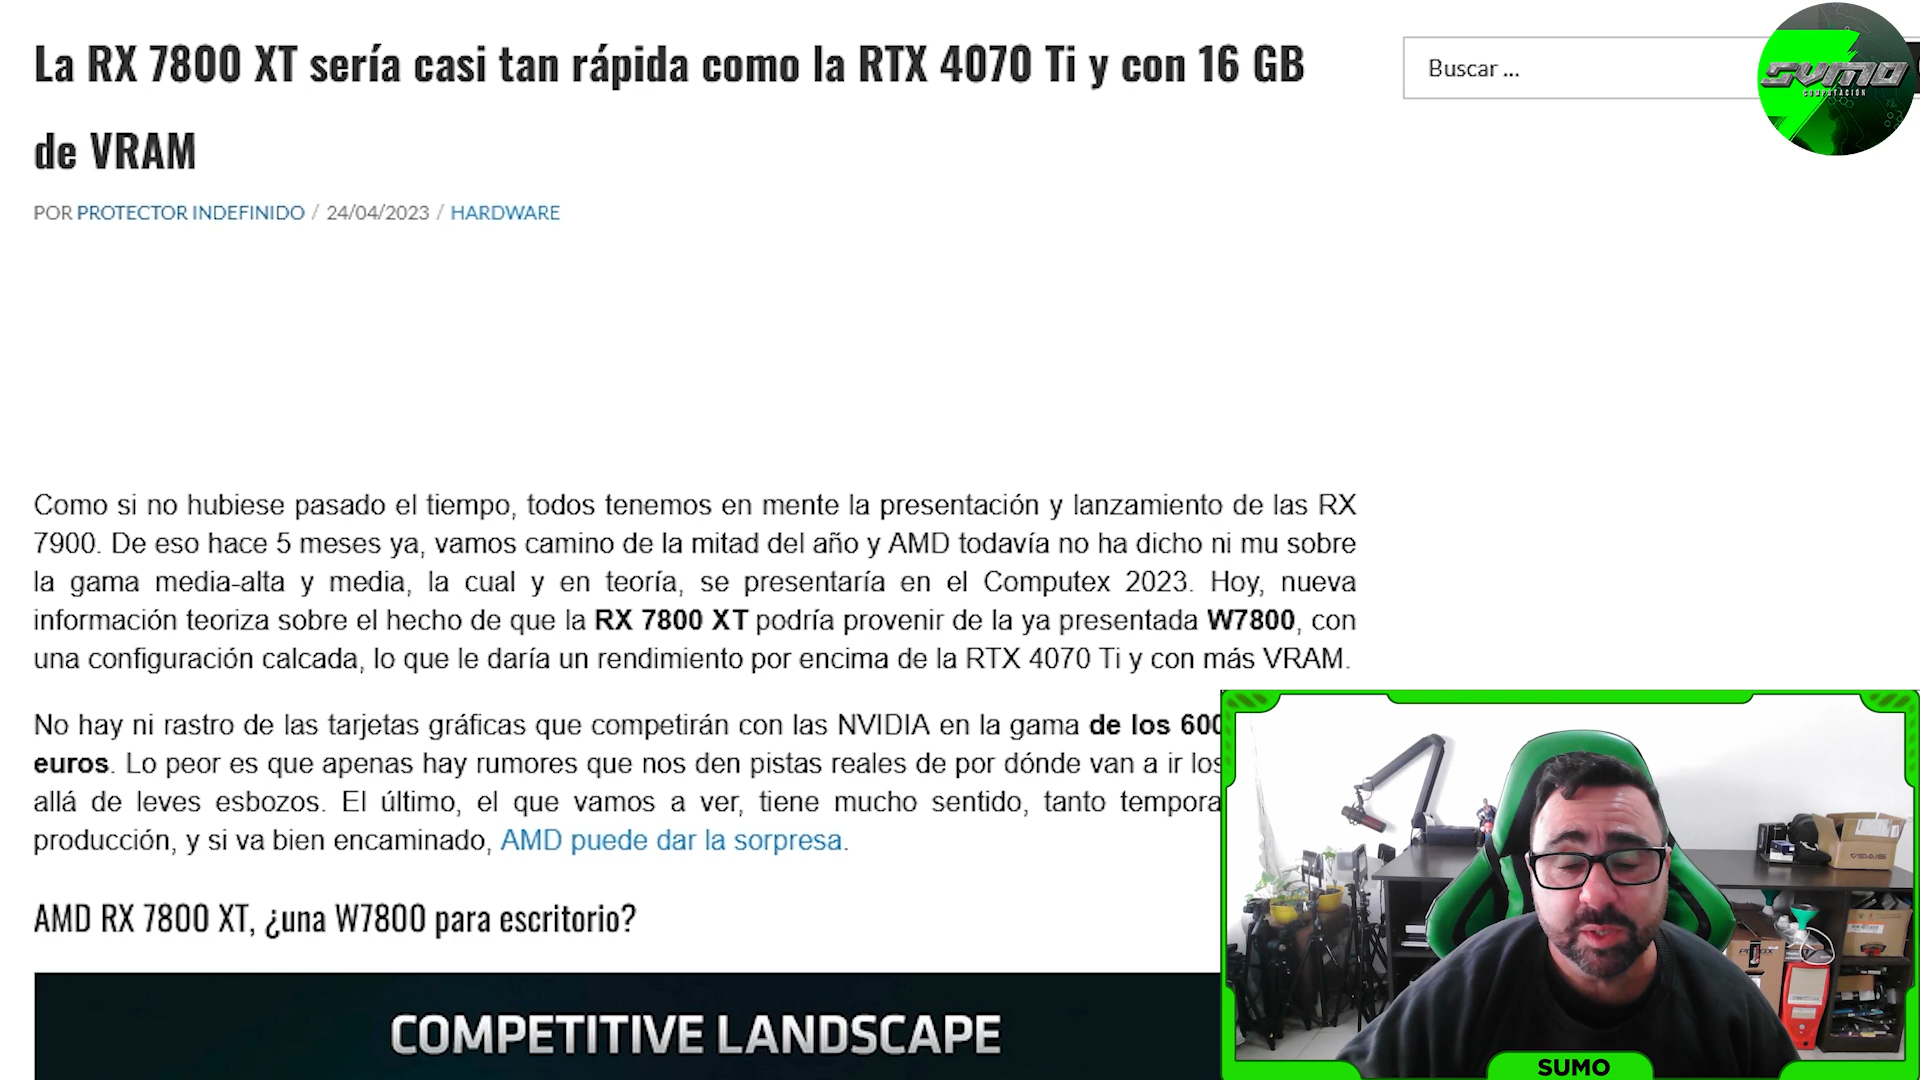 La RX 7800 XT sería casi tan rápida como la RTX 4070 Ti y con 16 GB
de VRAM
Buscar ...
SVMO
COMPUTACIÓN
POR PROTECTOR INDEFINIDO / 24/04/2023 / HARDWARE
Como si no hubiese pasado el tiempo, todos tenemos en mente la presentación y lanzamiento de las RX
7900. De eso hace 5 meses ya, vamos camino de la mitad del año y AMD todavía no ha dicho ni mu sobre
la gama media-alta y media, la cual y en teoría, se presentaría en el Computex 2023. Hoy, nueva
información teoriza sobre el hecho de que la RX 7800 XT podría provenir de la ya presentada W7800, con
una configuración calcada, lo que le daría un rendimiento por encima de la RTX 4070 Ti y con más VRAM.
No hay ni rastro de las tarjetas gráficas que competirán con las NVIDIA en la gama de los 600
euros. Lo peor es que apenas hay rumores que nos den pistas reales de por dónde van a ir los
allá de leves esbozos. El último, el que vamos a ver, tiene mucho sentido, tanto tempora
producción, y si va bien encaminado, AMD puede dar la sorpresa.
AMD RX 7800 XT, ¿una W7800 para escritorio?
COMPETITIVE LANDSCAPE
SUMO